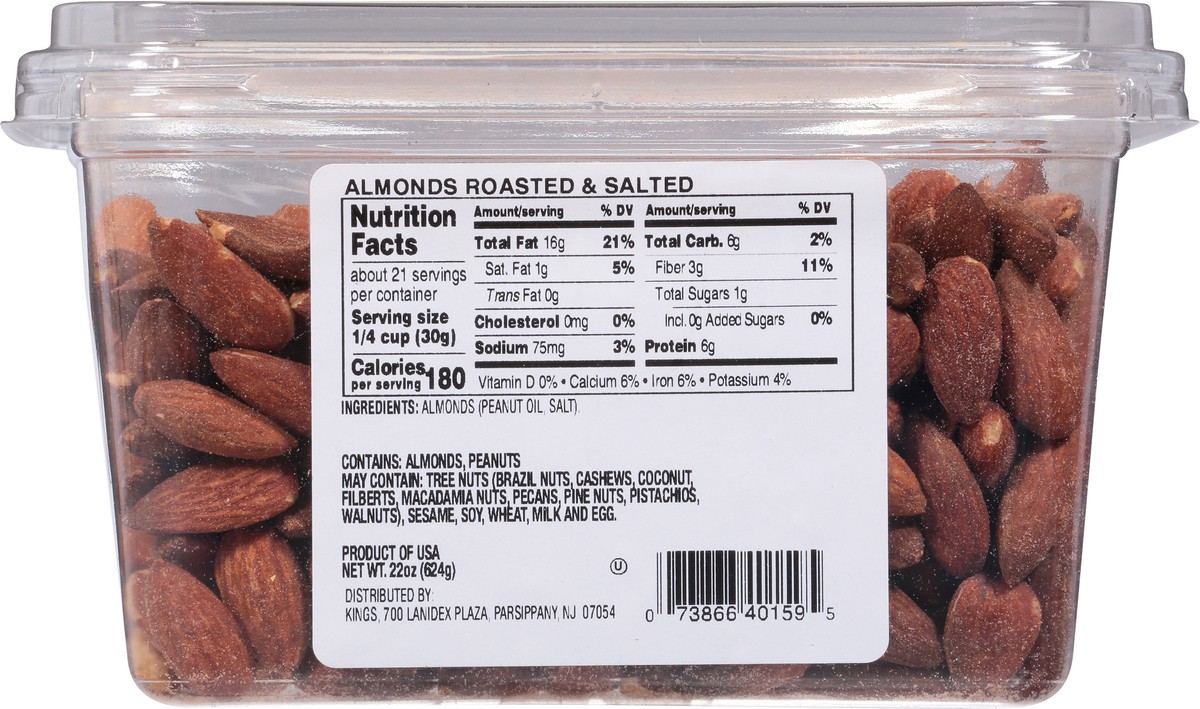 ALMONDS ROASTED & SALTED
Nutrition
Facts
about 21 servings
per container
Serving size
1/4 cup (30g)
Calories
per serving 180
Amount/serving % DV
Total Fat 16g 21%
Sat. Fat 1g 5%
Trans Fat 0g
Cholesterol 0mg 0%
Sodium 75mg 3%
Amount/serving % DV
Total Carb. 6g 2%
Fiber 3g 11%
Total Sugars 1g
Incl. 0g Added Sugars 0%
Protein 6g
Vitamin D 0% • Calcium 6% • Iron 6% • Potassium 4%
INGREDIENTS: ALMONDS (PEANUT OIL, SALT).
CONTAINS: ALMONDS, PEANUTS
MAY CONTAIN: TREE NUTS (BRAZIL NUTS, CASHEWS, COCONUT,
FILBERTS, MACADAMIA NUTS, PECANS, PINE NUTS, PISTACHIOS,
WALNUTS), SESAME, SOY, WHEAT, MILK AND EGG.
PRODUCT OF USA
NET WT. 22oz (624g)
DISTRIBUTED BY:
KINGS, 700 LANIDEX PLAZA, PARSIPPANY, NJ 07054
U
0 73866 40159 5